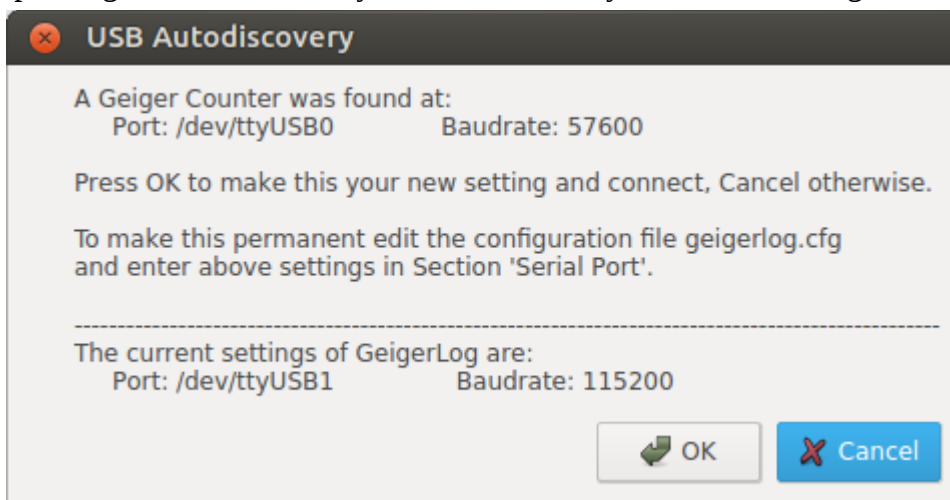 USB Autodiscovery
A Geiger Counter was found at:
Port: /dev/ttyUSB0 Baudrate: 57600
Press OK to make this your new setting and connect, Cancel otherwise.
To make this permanent edit the configuration file geigerlog.cfg
and enter above settings in Section 'Serial Port'.
----------------------------------------------------------------------------------------------------
The current settings of GeigerLog are:
Port: /dev/ttyUSB1 Baudrate: 115200
OK Cancel